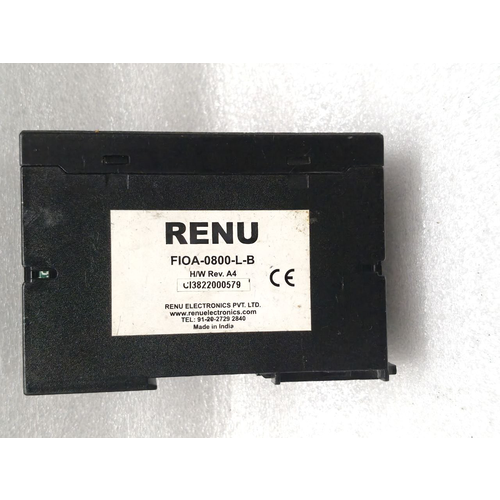 RENU
FIOA-0800-L-B
H/W Rev. A4
CI3822000579
CE
RENU ELECTRONICS PVT. LTD.
www.renuelectronics.com
TEL: 91-20-2729 2840
Made in India